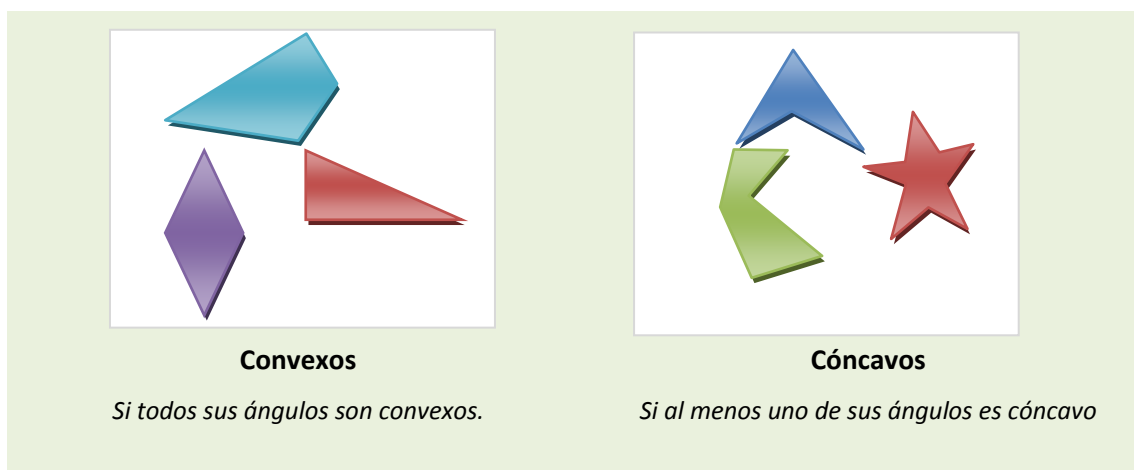 Convexos
Cóncavos
Si todos sus ángulos son convexos.
Si al menos uno de sus ángulos es cóncavo